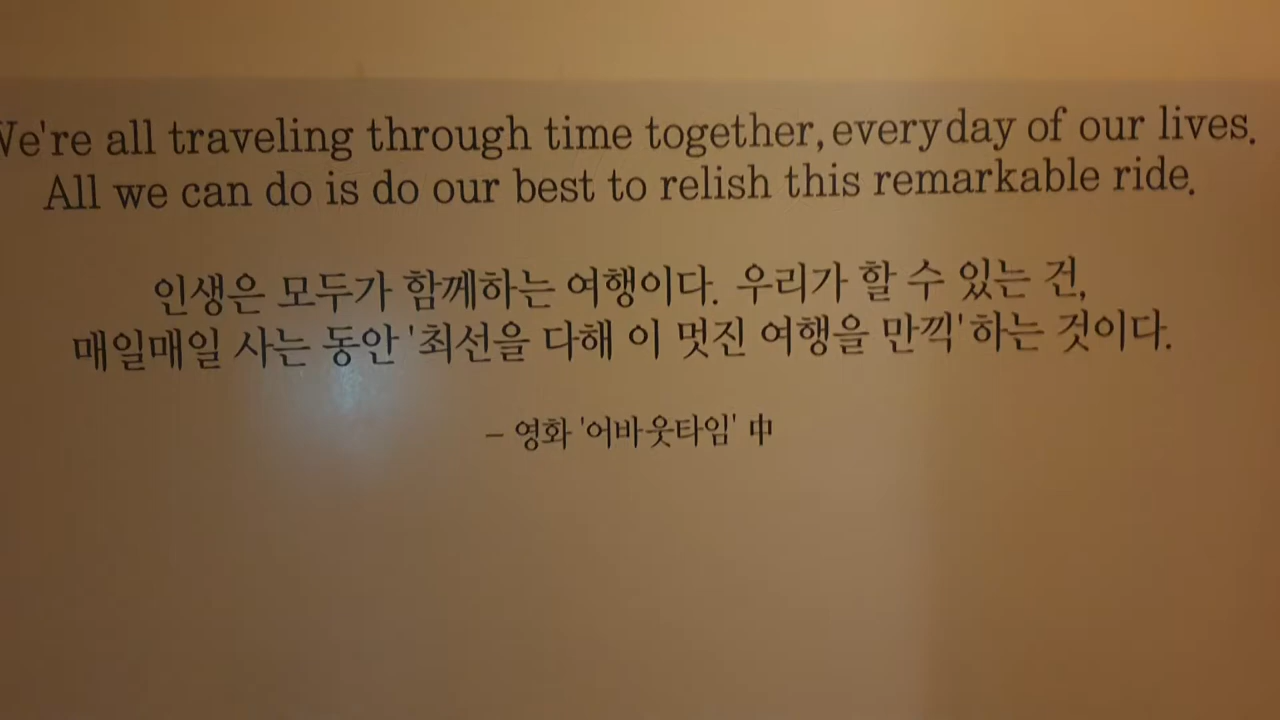 We're all traveling through time together, everyday of our lives.
All we can do is do our best to relish this remarkable ride.
인생은 모두가 함께하는 여행이다. 우리가 할 수 있는 건,
매일매일 사는 동안 '최선을 다해 이 멋진 여행을 만끽'하는 것이다.
– 영화 '어바웃타임' 中